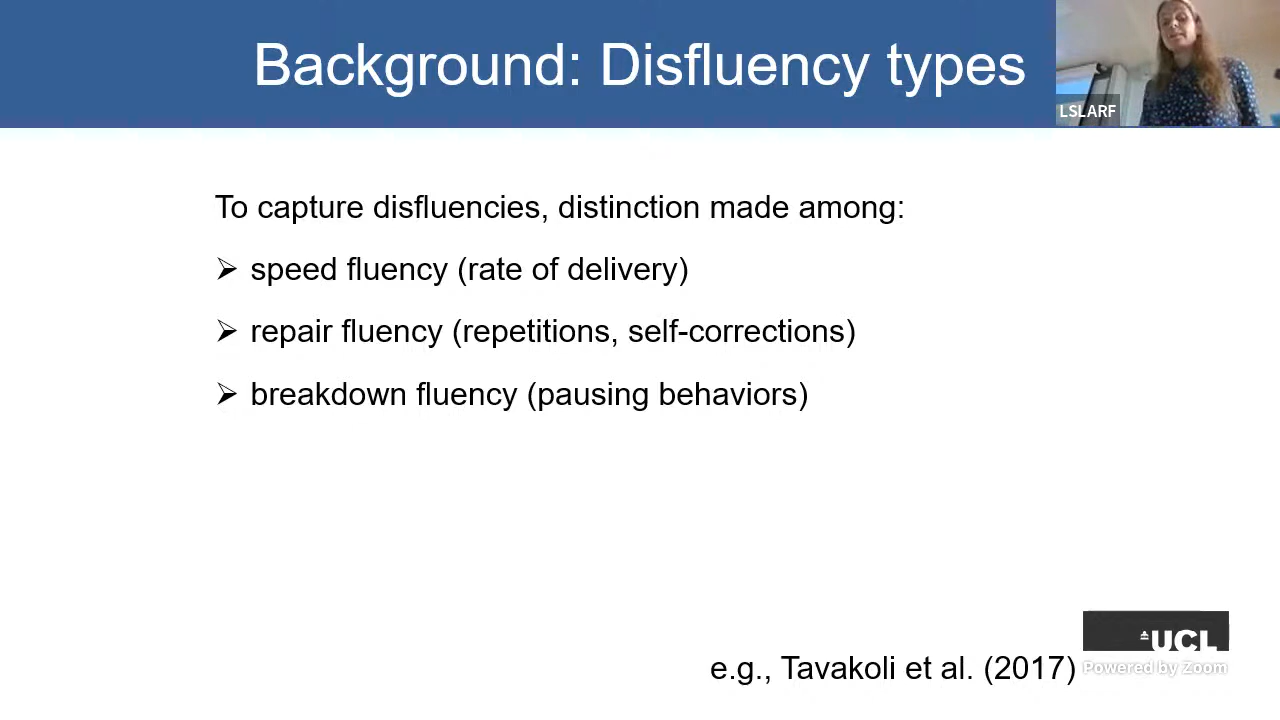 Background: Disfluency types
LSLARF
To capture disfluencies, distinction made among:
➢ speed fluency (rate of delivery)
➢ repair fluency (repetitions, self-corrections)
➢ breakdown fluency (pausing behaviors)
UCL
e.g., Tavakoli et al. (2017)
Powered by Zoom